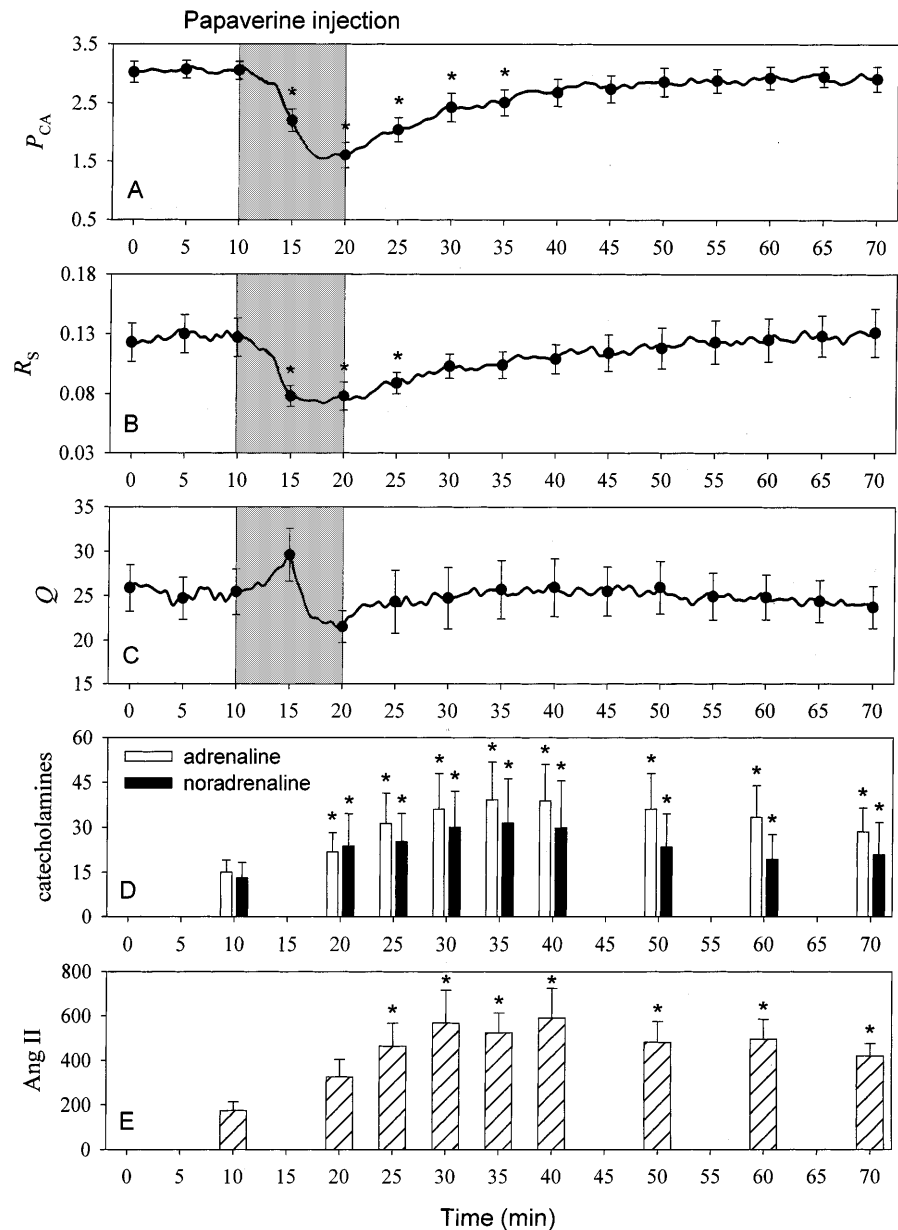 Papaverine injection
3.5
2.5
1.5
0.5
P_CA
A
* * * * *
0 5 10 15 20 25 30 35 40 45 50 55 60 65 70
0.18
0.13
0.08
0.03
R_S
B
* * *
0 5 10 15 20 25 30 35 40 45 50 55 60 65 70
35
30
25
20
15
Q
C
0 5 10 15 20 25 30 35 40 45 50 55 60 65 70
60
45
30
15
0
catecholamines
adrenaline
noradrenaline
D
* * * * * * * * * * * * * * * *
0 5 10 15 20 25 30 35 40 45 50 55 60 65 70
800
600
400
200
0
Ang II
E
* * * * * * *
0 5 10 15 20 25 30 35 40 45 50 55 60 65 70
Time (min)